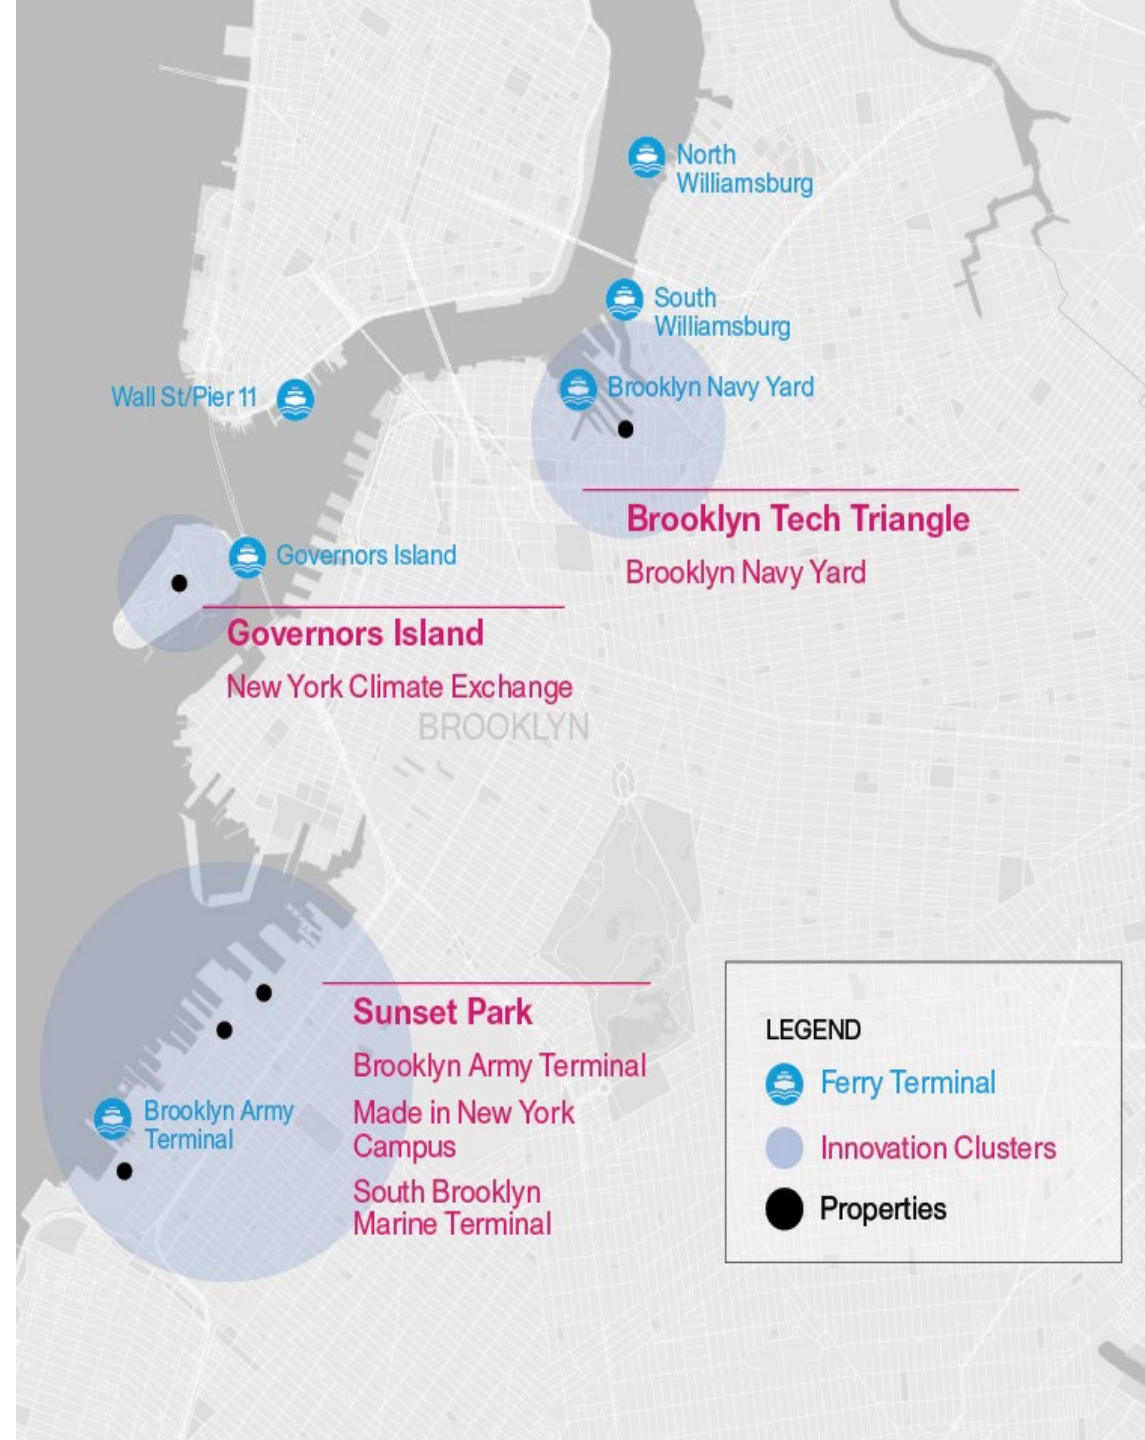 North
Williamsburg
South
Williamsburg
Wall St/Pier 11
Brooklyn Navy Yard
Brooklyn Tech Triangle
Brooklyn Navy Yard
Governors Island
Governors Island
New York Climate Exchange
BROOKLYN
Sunset Park
Brooklyn Army Terminal
Made in New York
Campus
South Brooklyn
Marine Terminal
Brooklyn Army
Terminal
LEGEND
Ferry Terminal
Innovation Clusters
Properties